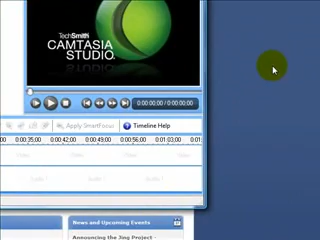 TechSmith
CAMTASIA
STUDIO
0:00:00;00 / 0:00:00;00
Apply SmartFocus
Timeline Help
0:00:35;00 0:00:42;00 0:00:49;00 0:00:56;00 0:01:03;00 0:01
News and Upcoming Events
Announcing the Jing Project -